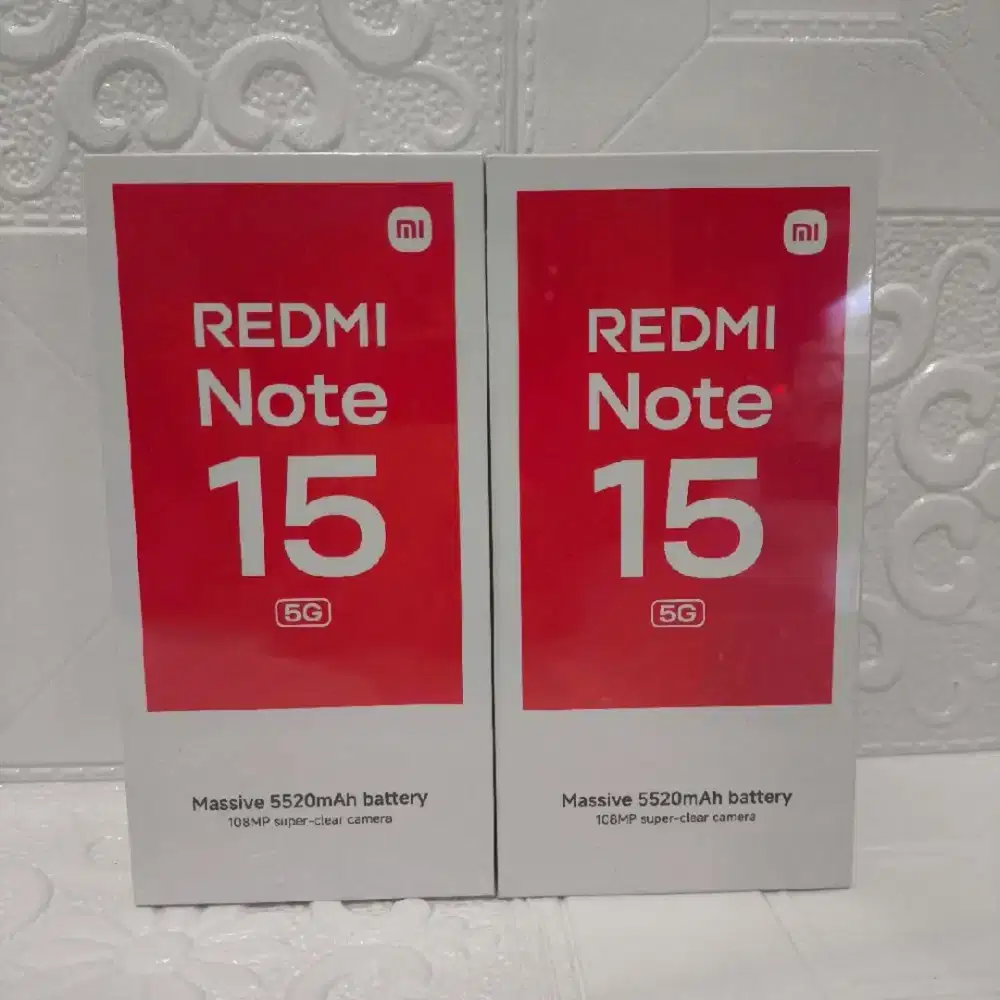 mi
REDMI
Note
15
5G
Massive 5520mAh battery
108MP super-clear camera
mi
REDMI
Note
15
5G
Massive 5520mAh battery
108MP super-clear camera